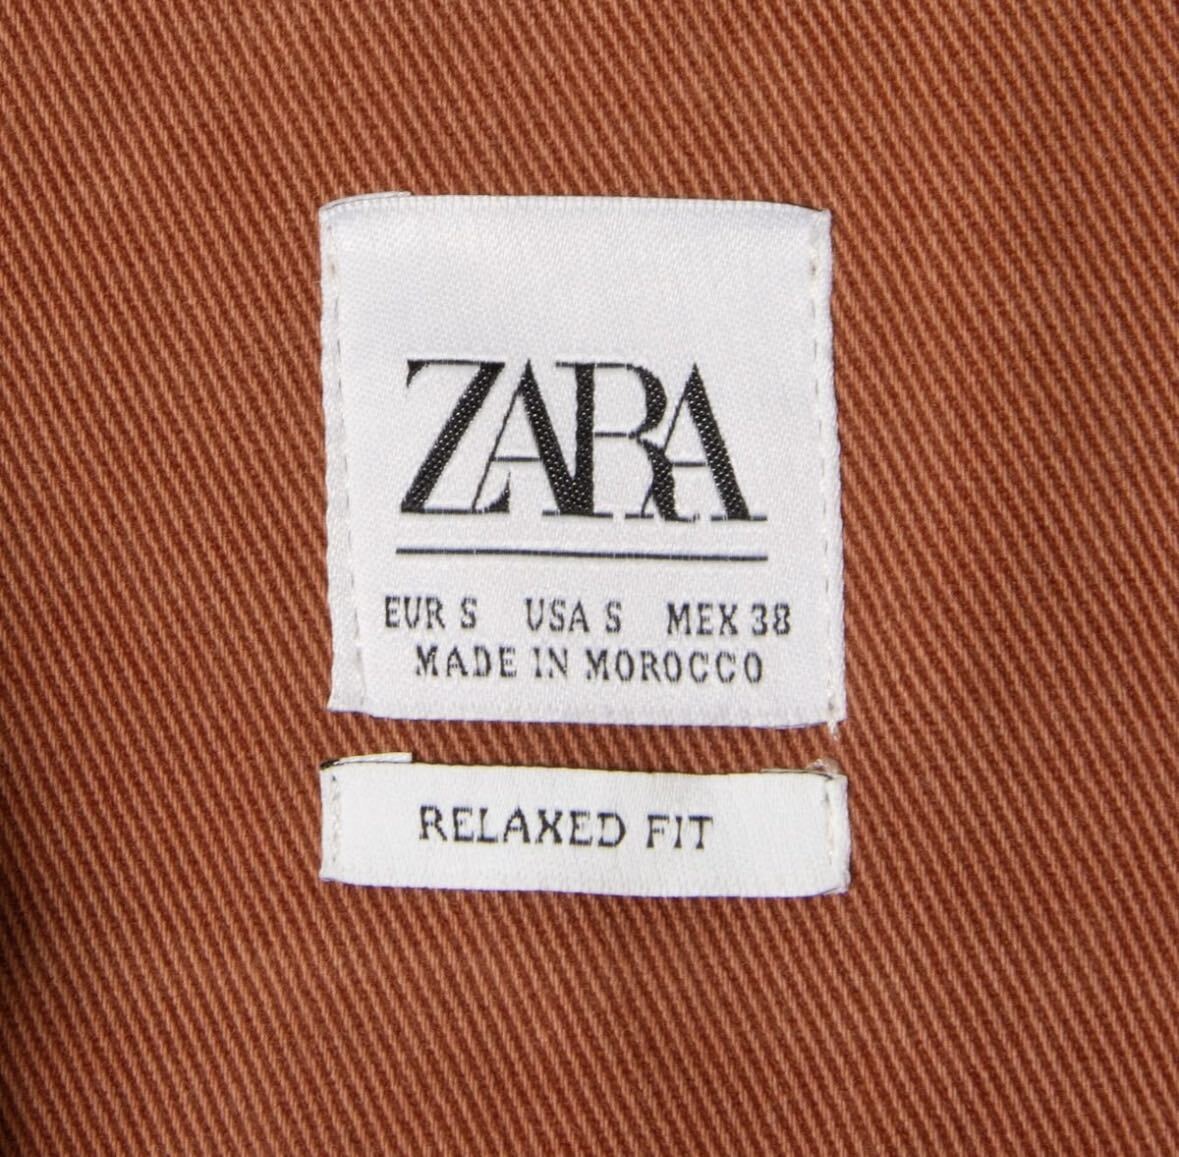 ZARA
EUR S USA S MEX 38
MADE IN MOROCCO
RELAXED FIT